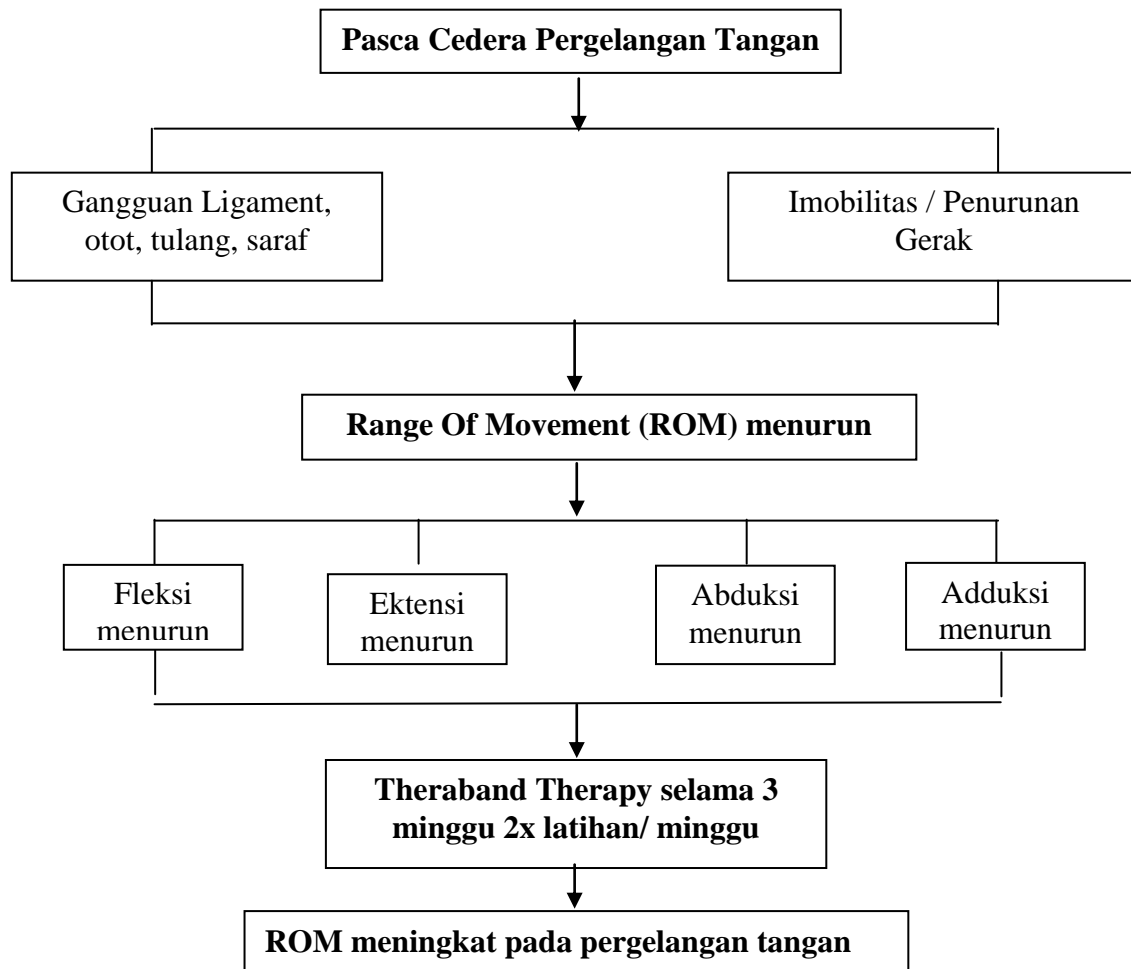 Pasca Cedera Pergelangan Tangan
Gangguan Ligament,
otot, tulang, saraf
Imobilitas / Penurunan
Gerak
Range Of Movement (ROM) menurun
Fleksi
menurun
Ektensi
menurun
Abduksi
menurun
Adduksi
menurun
Theraband Therapy selama 3
minggu 2x latihan/ minggu
ROM meningkat pada pergelangan tangan